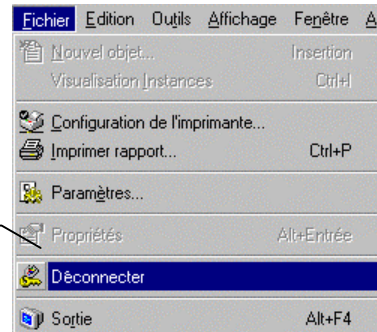 Fichier Edition Outils Affichage Fenêtre A
Nouvel objet... Insertion
Visualisation Instances Ctrl+I
Configuration de l'imprimante...
Imprimer rapport... Ctrl+P
Paramètres...
Propriétés Alt+Entrée
Déconnecter
Sortie Alt+F4